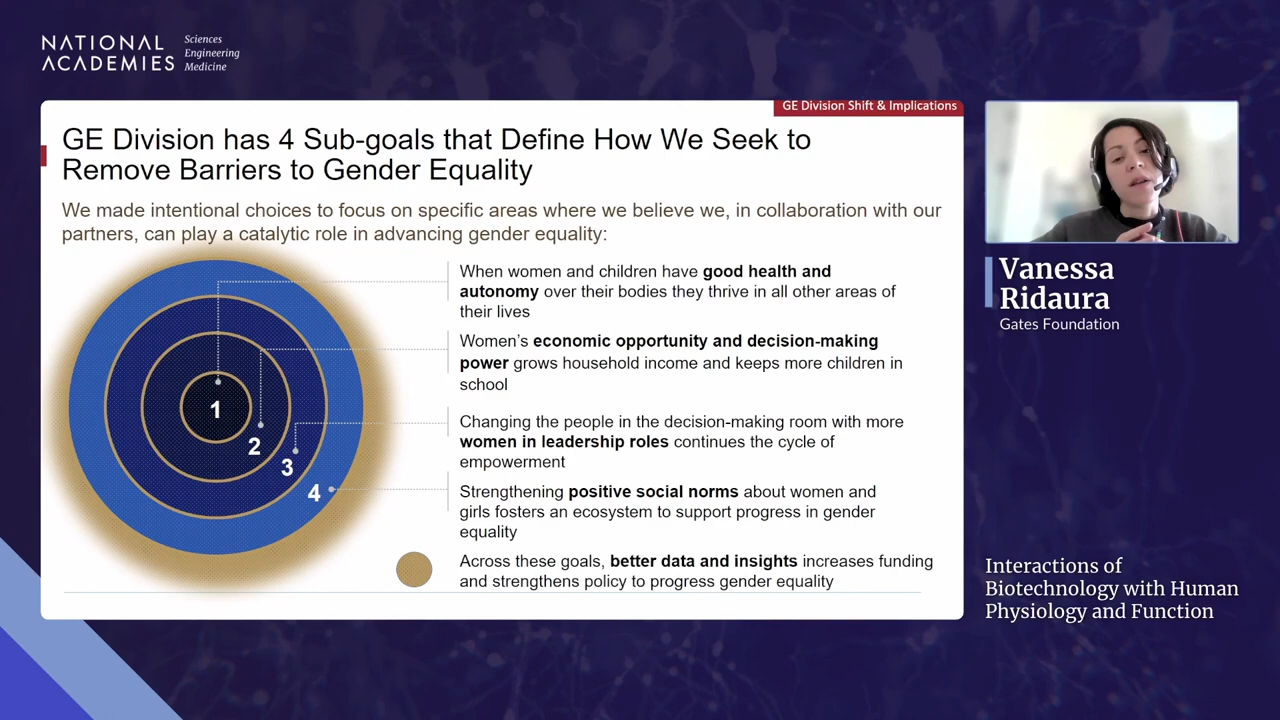 NATIONAL
ACADEMIES
Sciences
Engineering
Medicine
GE Division Shift & Implications
GE Division has 4 Sub-goals that Define How We Seek to
Remove Barriers to Gender Equality
We made intentional choices to focus on specific areas where we believe we, in collaboration with our
partners, can play a catalytic role in advancing gender equality:
1
2
3
4
When women and children have good health and
autonomy over their bodies they thrive in all other areas of
their lives
Women's economic opportunity and decision-making
power grows household income and keeps more children in
school
Changing the people in the decision-making room with more
women in leadership roles continues the cycle of
empowerment
Strengthening positive social norms about women and
girls fosters an ecosystem to support progress in gender
equality
Across these goals, better data and insights increases funding
and strengthens policy to progress gender equality
Vanessa
Ridaura
Gates Foundation
Interactions of
Biotechnology with Human
Physiology and Function